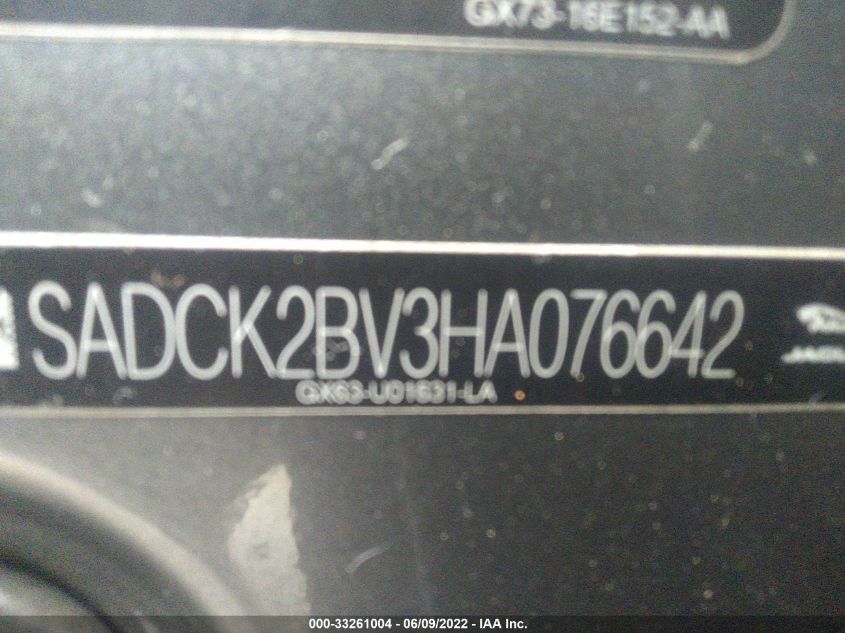 GX73-16E152-AA
SADCK2BV3HA076642
GX63-U01631-LA
000-33261004 - 06/09/2022 - IAA Inc.